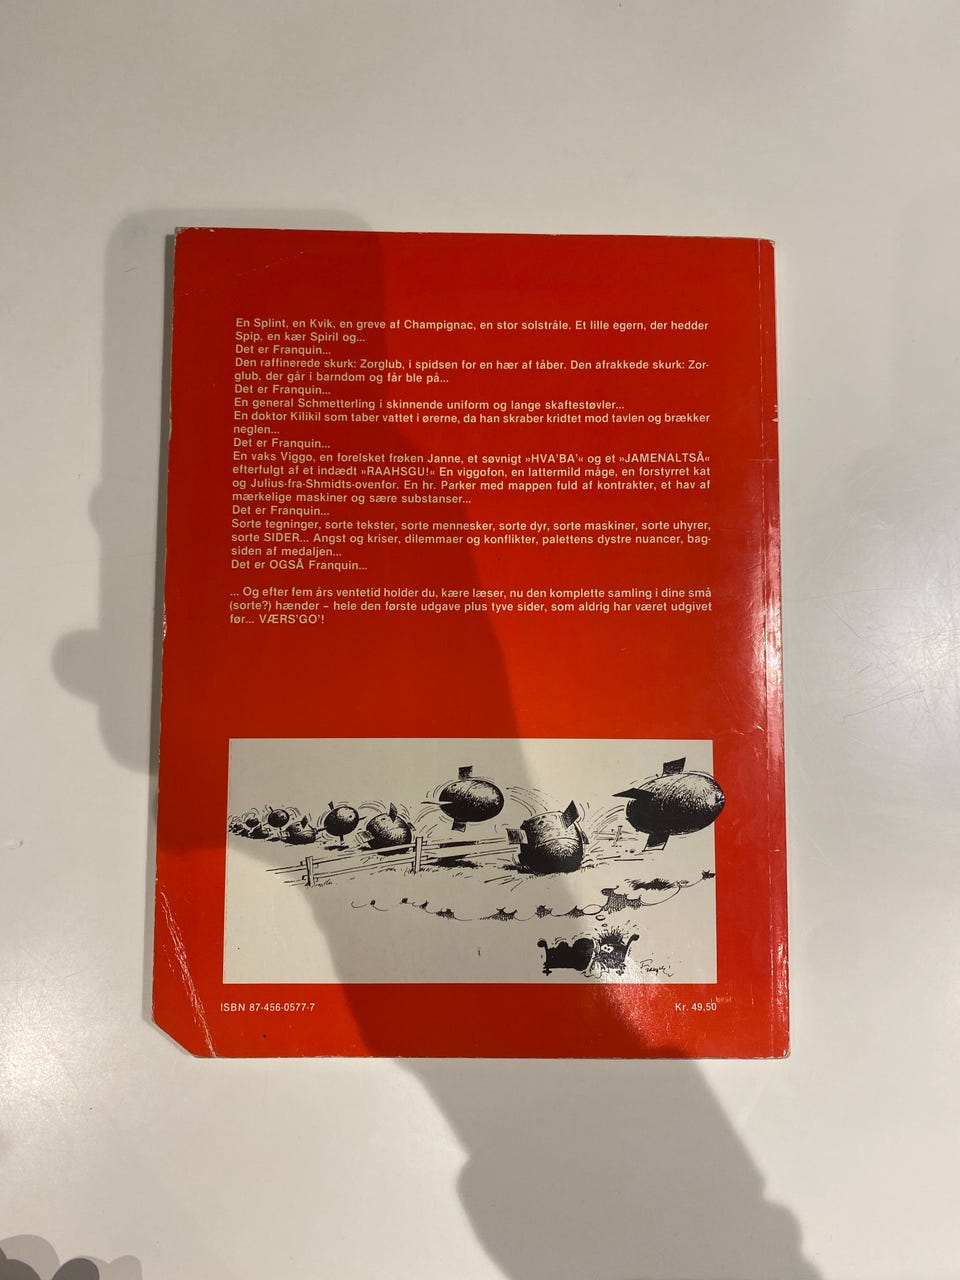 En Splint, en Kvik, en greve af Champignac, en stor solstråle. Et lille egern, der hedder
Spip, en kær Spiril og...
Det er Franquin...
Den raffinerede skurk: Zorglub, i spidsen for en hær af tåber. Den afrakkede skurk: Zor-
glub, der går i barndom og får ble på...
Det er Franquin...
En general Schmetterling i skinnende uniform og lange skaftestøvler...
En doktor Kilikil som taber vattet i ørerne, da han skraber kridtet mod tavlen og brækker
neglen...
Det er Franquin...
En vaks Viggo, en forelsket frøken Janne, et søvnigt »HVA'BA'« og et »JAMENALTSÅ«
efterfulgt af et indædt »RAAHSGU!« En viggofon, en lattermild måge, en forstyrret kat
og Julius-fra-Shmidts-ovenfor. En hr. Parker med mappen fuld af kontrakter, et hav af
mærkelige maskiner og sære substanser...
Det er Franquin...
Sorte tegninger, sorte tekster, sorte mennesker, sorte dyr, sorte maskiner, sorte uhyrer,
sorte SIDER... Angst og kriser, dilemmaer og konflikter, palettens dystre nuancer, bag-
siden af medaljen...
Det er OGSÅ Franquin...
... Og efter fem års ventetid holder du, kære læser, nu den komplette samling i dine små
(sorte?) hænder – hele den første udgave plus tyve sider, som aldrig har været udgivet
før... VÆRS'GO'!
Franquin
ISBN 87-456-0577-7
Kr. 49,50